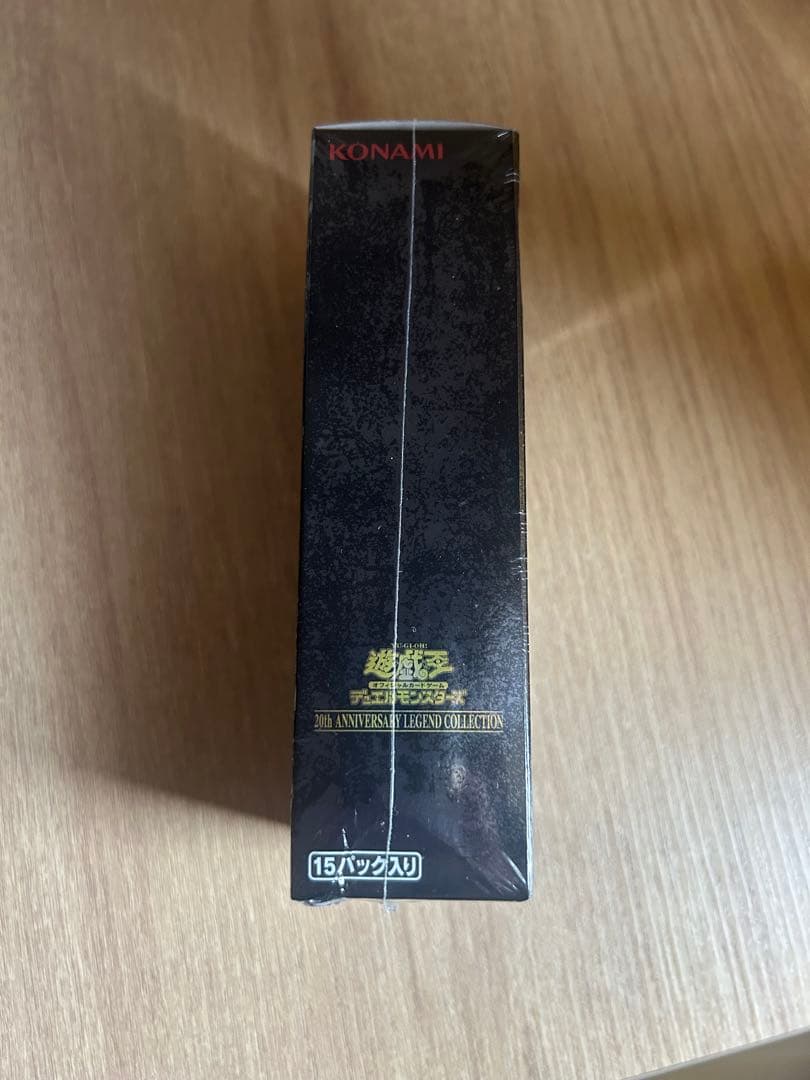 KONAMI
YU-GI-OH!
遊戯王
オフィシャルカードゲーム
デュエルモンスターズ
20th ANNIVERSARY LEGEND COLLECTION
15パック入り